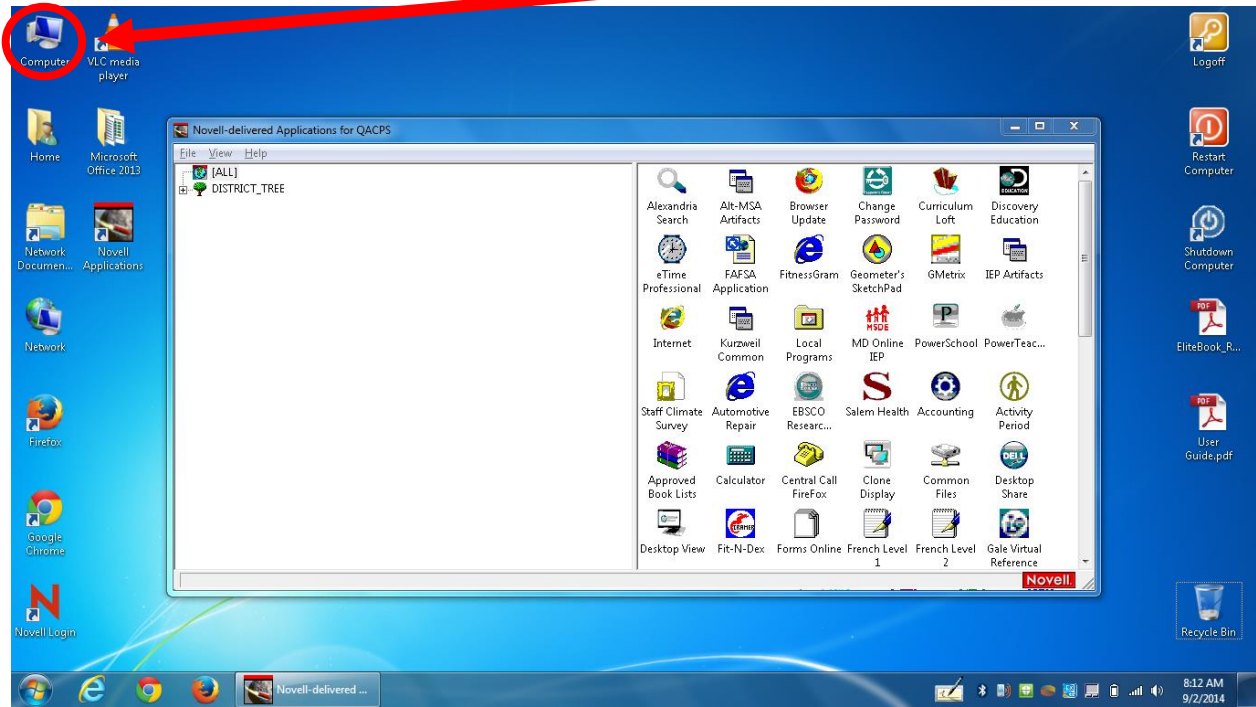 Computer
VLC media
player
Home
Microsoft
Office 2013
Network
Documen...
Novell
Applications
Network
Firefox
Google
Chrome
Novell Login
Novell-delivered Applications for QACPS
File View Help
[ALL]
DISTRICT_TREE
Alexandria
Search
Alt-MSA
Artifacts
Browser
Update
Change
Password
Curriculum
Loft
EDUCATION
Discovery
Education
eTime
Professional
FAFSA
Application
FitnessGram
Geometer's
SketchPad
GMetrix
IEP Artifacts
Internet
Kurzweil
Common
Local
Programs
MSDE
MD Online
IEP
P
PowerSchool
PowerTeac...
Staff Climate
Survey
Automotive
Repair
EBSCO
Researc...
S
Salem Health
Accounting
Activity
Period
Approved
Book Lists
Calculator
Central Call
FireFox
Clone
Display
Common
Files
DELL
Desktop
Share
Desktop View
CRAMER
Fit-N-Dex
Forms Online
French Level
1
French Level
2
Gale Virtual
Reference
Novell.
Logoff
Restart
Computer
Shutdown
Computer
PDF
EliteBook_R...
PDF
User
Guide.pdf
Recycle Bin
Novell-delivered ...
8:12 AM
9/2/2014